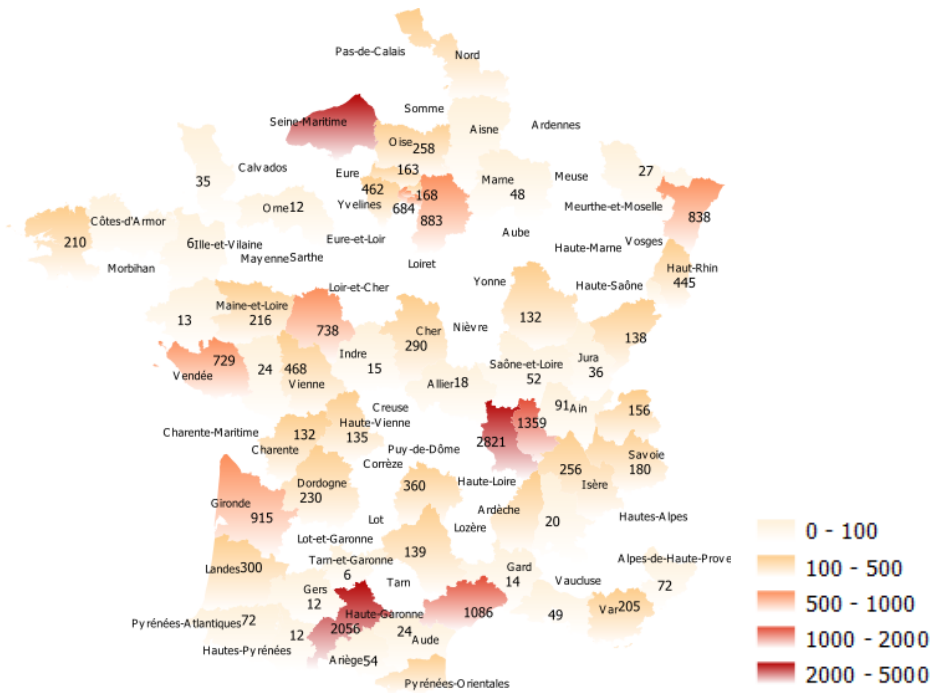 Pas-de-Calais
Nord
Somme
Seine-Maritime
Aisne
Ardennes
Oise 258
Calvados
Eure
163
Marne
48
Meuse
27
35
462
168
Orne 12
Yvelines
684
883
Meurthe-et-Moselle
838
Côtes-d'Armor
210
6 Ille-et-Vilaine
Eure-et-Loir
Aube
Haute-Marne
Vosges
Mayenne Sarthe
Morbihan
Loiret
Haut-Rhin
445
Yonne
Haute-Saône
Loir-et-Cher
Maine-et-Loire
216
13
738
Cher
290
Nièvre
132
138
729
Vendée
24
468
Vienne
Indre
15
Saône-et-Loire
52
Jura
36
Allier 18
Creuse
91 Ain
156
Haute-Vienne
135
Charente-Maritime
132
Charente
1359
2821
Puy-de-Dôme
Corrèze
Savoie
180
256
Isère
Haute-Loire
Dordogne
230
360
Gironde
915
Ardèche
20
Hautes-Alpes
Lot
Lozère
Lot-et-Garonne
139
Tarn-et-Garonne
6
Landes 300
Gers
12
Tarn
Gard
14
Vaucluse
Alpes-de-Haute-Prove
72
Haute-Garonne
2056
1086
49
Var 205
Pyrénées-Atlantiques 72
12
24
Aude
Hautes-Pyrénées
Ariège 54
Pyrénées-Orientales
0 - 100
100 - 500
500 - 1000
1000 - 2000
2000 - 5000